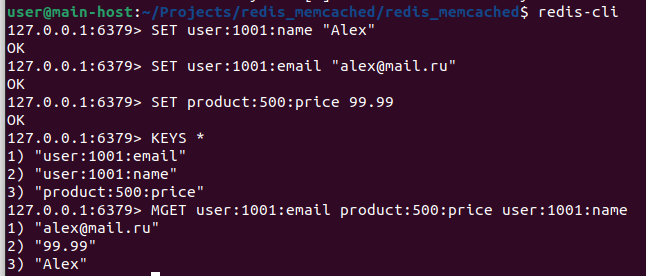 user@main-host:~/Projects/redis_memcached/redis_memcached$ redis-cli
127.0.0.1:6379> SET user:1001:name "Alex"
OK
127.0.0.1:6379> SET user:1001:email "alex@mail.ru"
OK
127.0.0.1:6379> SET product:500:price 99.99
OK
127.0.0.1:6379> KEYS *
1) "user:1001:email"
2) "user:1001:name"
3) "product:500:price"
127.0.0.1:6379> MGET user:1001:email product:500:price user:1001:name
1) "alex@mail.ru"
2) "99.99"
3) "Alex"